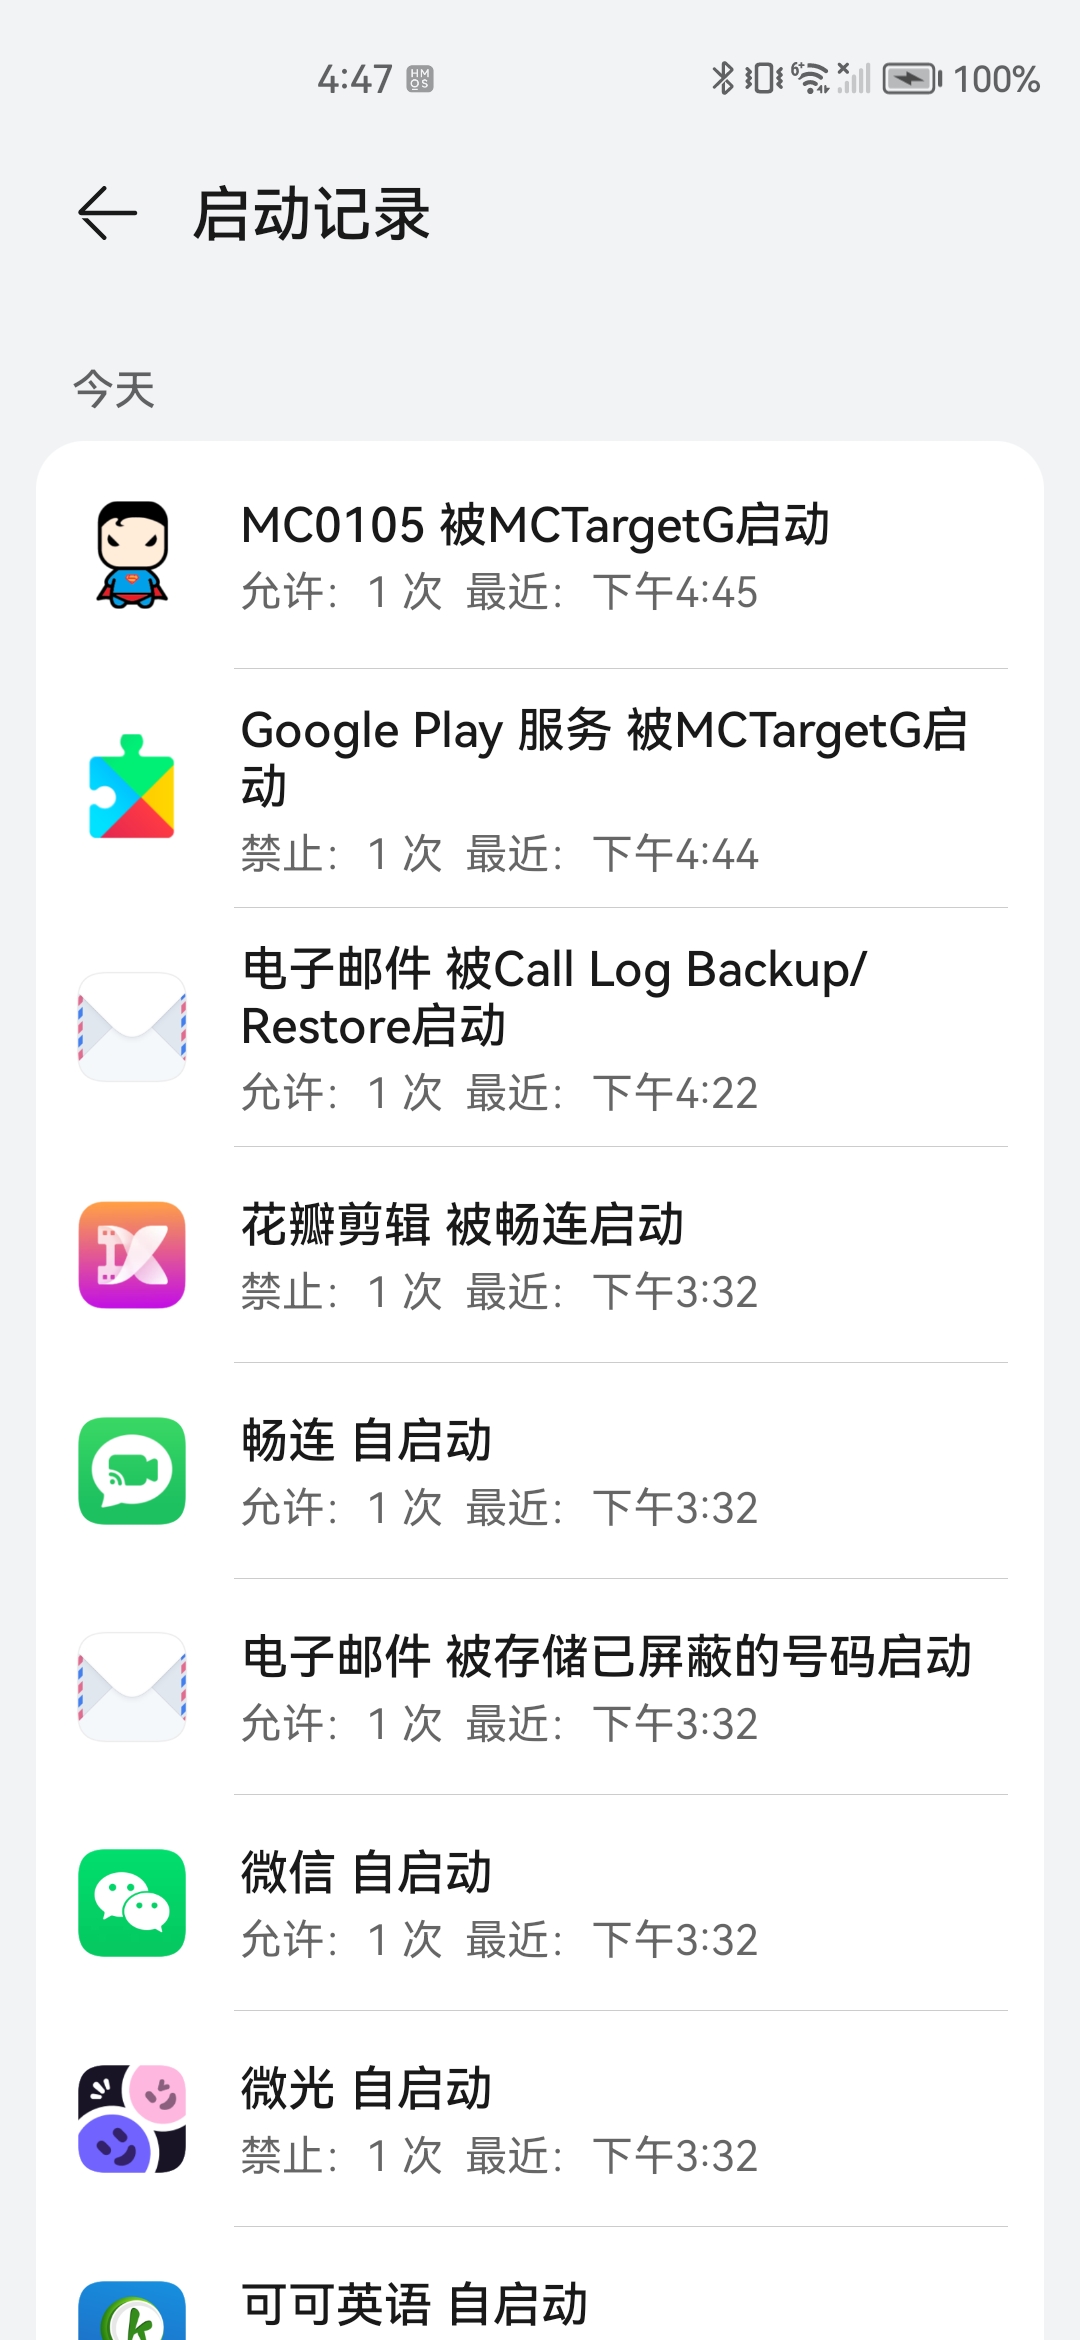 4:47 HMOS 6+ 100%
启动记录
今天
MC0105 被MCTargetG启动
允许：1 次 最近：下午4:45
Google Play 服务 被MCTargetG启
动
禁止：1 次 最近：下午4:44
电子邮件 被Call Log Backup/
Restore启动
允许：1 次 最近：下午4:22
花瓣剪辑 被畅连启动
禁止：1 次 最近：下午3:32
畅连 自启动
允许：1 次 最近：下午3:32
电子邮件 被存储已屏蔽的号码启动
允许：1 次 最近：下午3:32
微信 自启动
允许：1 次 最近：下午3:32
微光 自启动
禁止：1 次 最近：下午3:32
k
可可英语 自启动